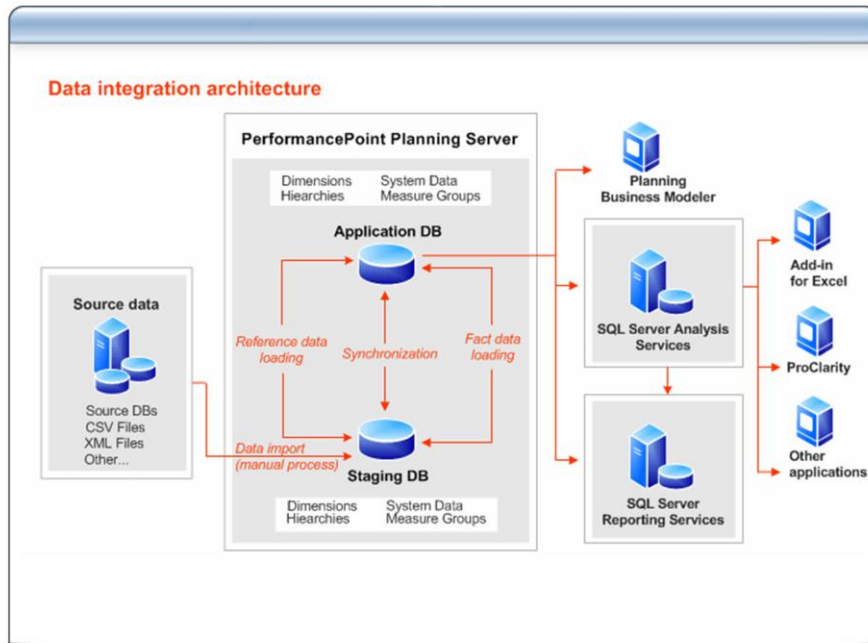 Data integration architecture
PerformancePoint Planning Server
Dimensions System Data
Hiearchies Measure Groups
Application DB
Reference data
loading
Synchronization
Fact data
loading
Staging DB
Dimensions System Data
Hiearchies Measure Groups
Source data
Source DBs
CSV Files
XML Files
Other...
Data import
(manual process)
Planning
Business Modeler
SQL Server Analysis
Services
SQL Server
Reporting Services
Add-in
for Excel
ProClarity
Other
applications